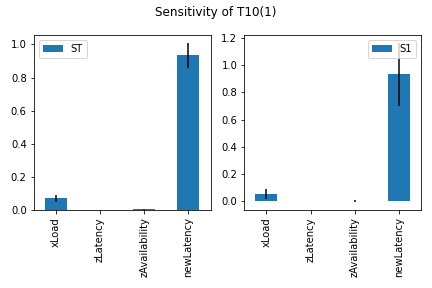 Sensitivity of T10(1)
ST
1.0
0.8
0.6
0.4
0.2
0.0
xLoad
zLatency
zAvailability
newLatency
S1
1.2
1.0
0.8
0.6
0.4
0.2
0.0
xLoad
zLatency
zAvailability
newLatency